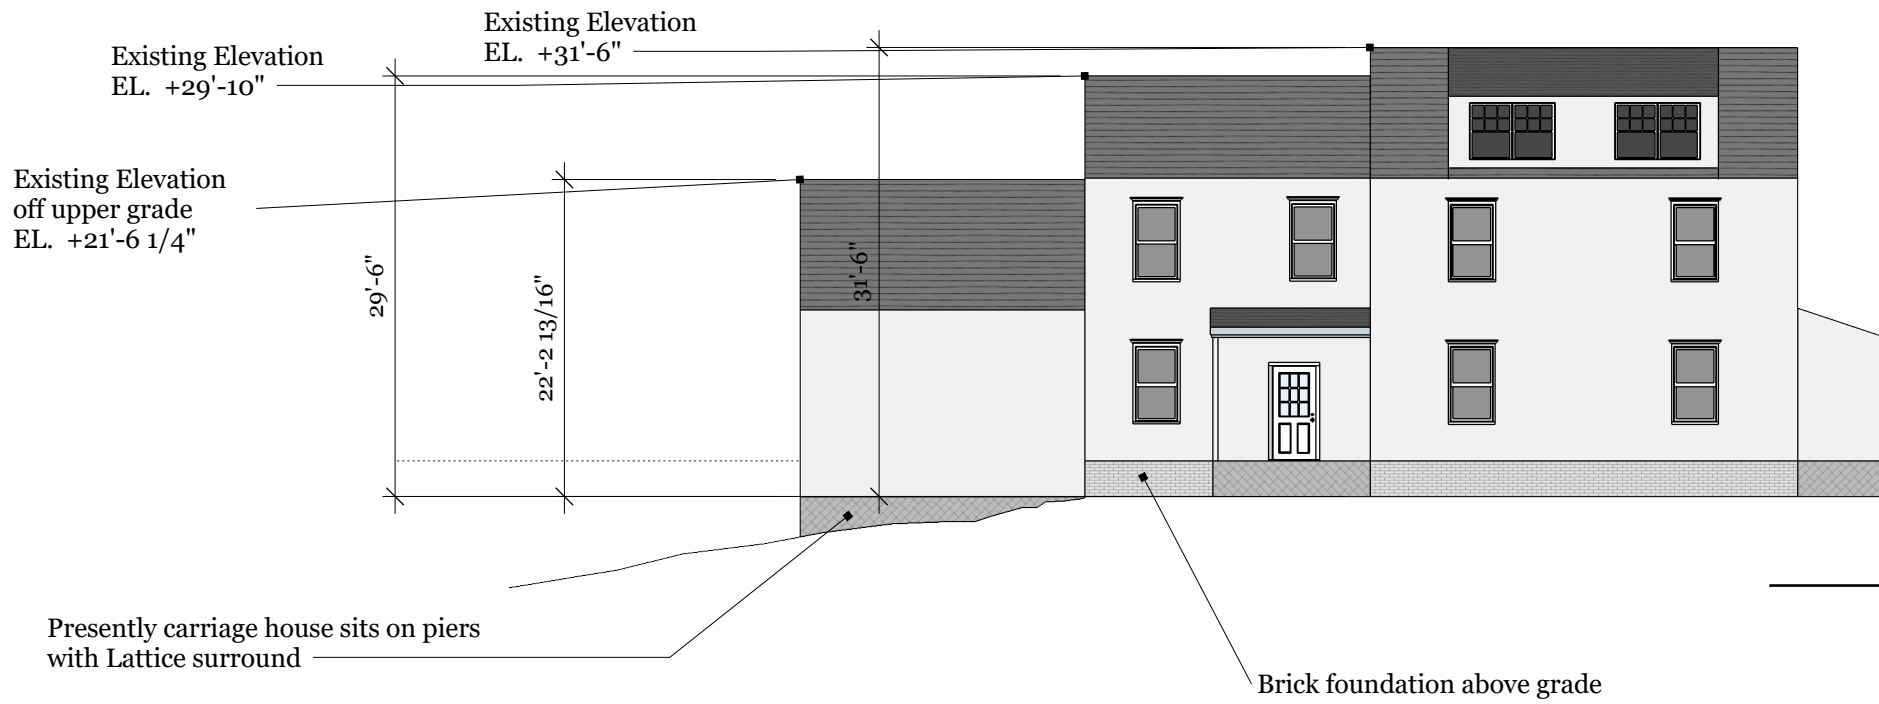 Existing Elevation
EL. +31'-6"
Existing Elevation
EL. +29'-10"
Existing Elevation
off upper grade
EL. +21'-6 1/4"
29'-6"
22'-2 13/16"
31'-6"
Presently carriage house sits on piers
with Lattice surround
Brick foundation above grade